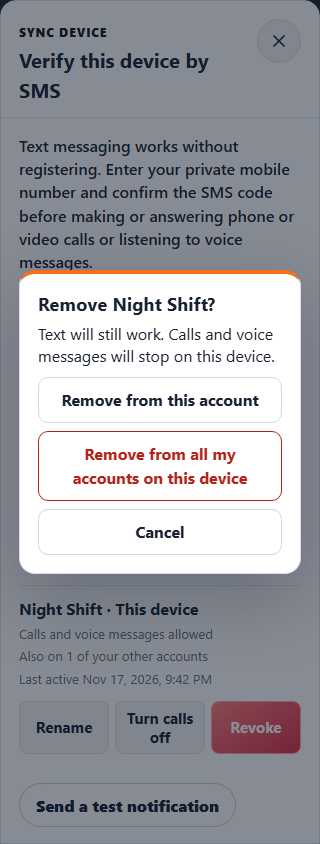 SYNC DEVICE
Verify this device by
SMS
Text messaging works without
registering. Enter your private mobile
number and confirm the SMS code
before making or answering phone or
video calls or listening to voice
messages.
Remove Night Shift?
Text will still work. Calls and voice
messages will stop on this device.
Remove from this account
Remove from all my
accounts on this device
Cancel
Night Shift · This device
Calls and voice messages allowed
Also on 1 of your other accounts
Last active Nov 17, 2026, 9:42 PM
Rename
Turn calls
off
Revoke
Send a test notification